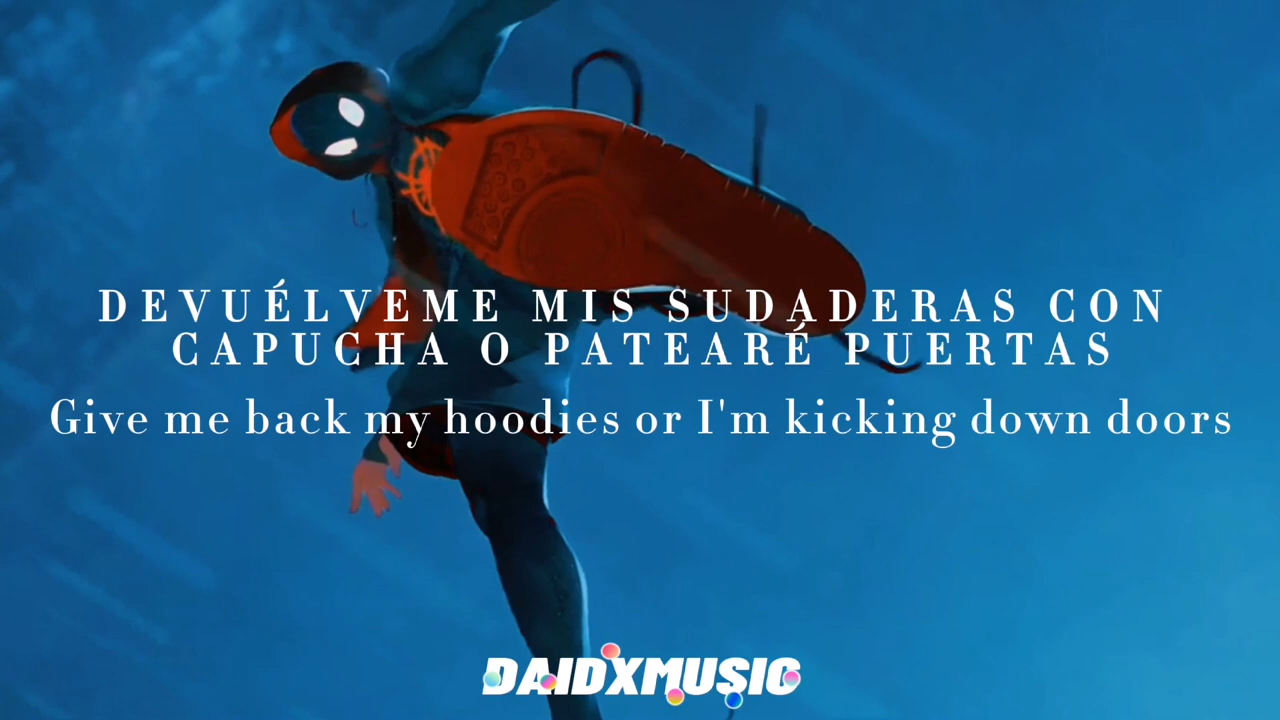 DEVUÉLVEME MIS SUDADERAS CON
CAPUCHA O PATEARÉ PUERTAS
Give me back my hoodies or I'm kicking down doors
DAIDXMUSIC